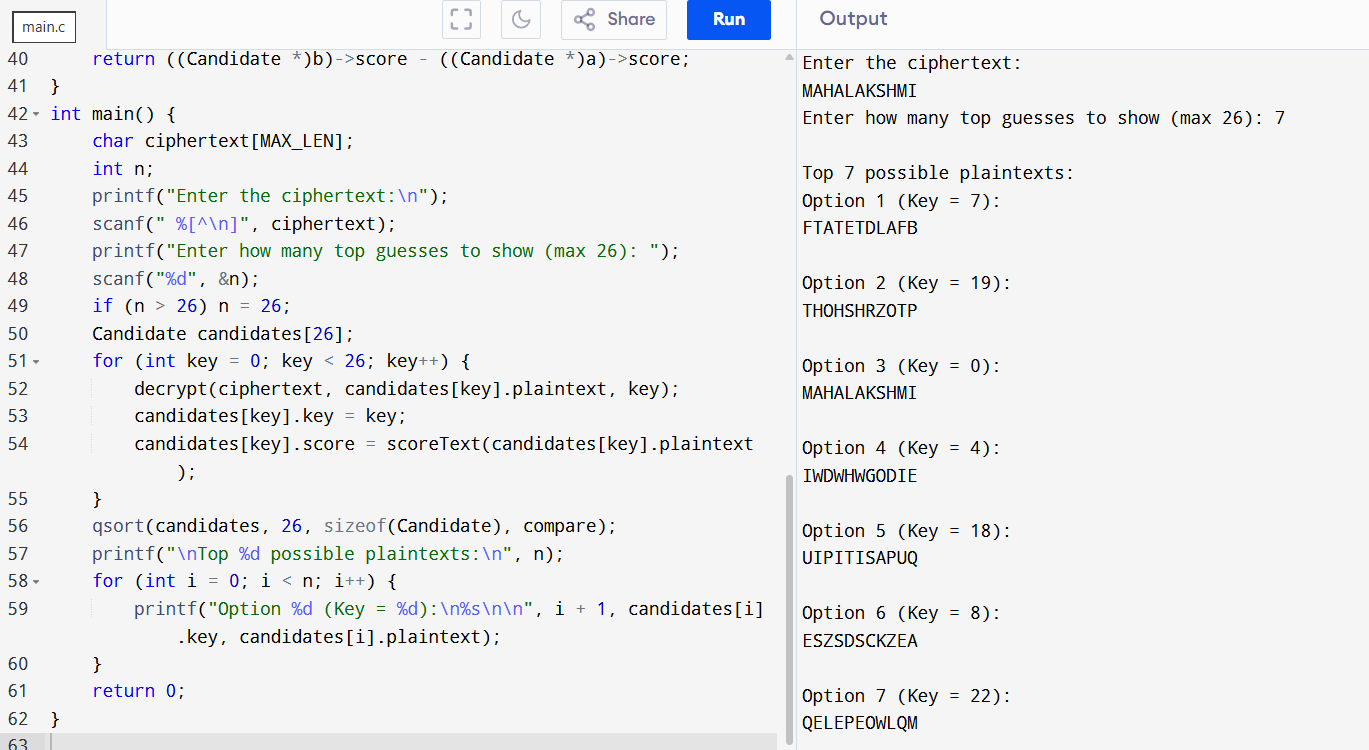 main.c
Share
Run
Output
40 return ((Candidate *)b)->score - ((Candidate *)a)->score;
41 }
42 int main() {
43 char ciphertext[MAX_LEN];
44 int n;
45 printf("Enter the ciphertext:\n");
46 scanf(" %[^\n]", ciphertext);
47 printf("Enter how many top guesses to show (max 26): ");
48 scanf("%d", &n);
49 if (n > 26) n = 26;
50 Candidate candidates[26];
51 for (int key = 0; key < 26; key++) {
52 decrypt(ciphertext, candidates[key].plaintext, key);
53 candidates[key].key = key;
54 candidates[key].score = scoreText(candidates[key].plaintext
);
55 }
56 qsort(candidates, 26, sizeof(Candidate), compare);
57 printf("\nTop %d possible plaintexts:\n", n);
58 for (int i = 0; i < n; i++) {
59 printf("Option %d (Key = %d):\n%s\n\n", i + 1, candidates[i]
.key, candidates[i].plaintext);
60 }
61 return 0;
62 }
63
Enter the ciphertext:
MAHALAKSHMI
Enter how many top guesses to show (max 26): 7
Top 7 possible plaintexts:
Option 1 (Key = 7):
FTATETDLAFB
Option 2 (Key = 19):
THOHSHRZOTP
Option 3 (Key = 0):
MAHALAKSHMI
Option 4 (Key = 4):
IWDWHWGODIE
Option 5 (Key = 18):
UIPITISAPUQ
Option 6 (Key = 8):
ESZSDSCKZEA
Option 7 (Key = 22):
QELEPEOWLQM